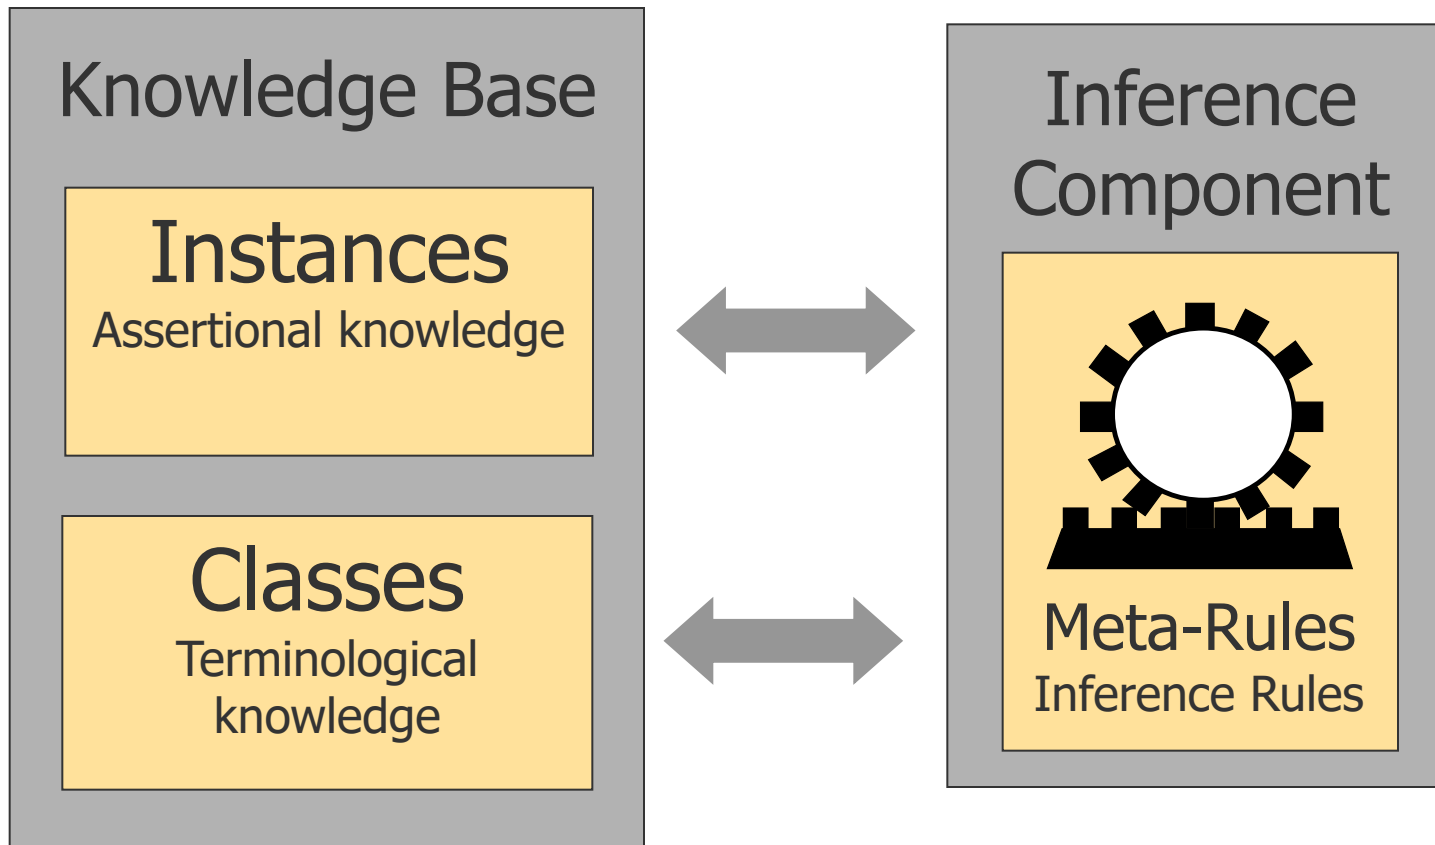 Knowledge Base
Instances
Assertional knowledge
Classes
Terminological
knowledge
Inference
Component
Meta-Rules
Inference Rules